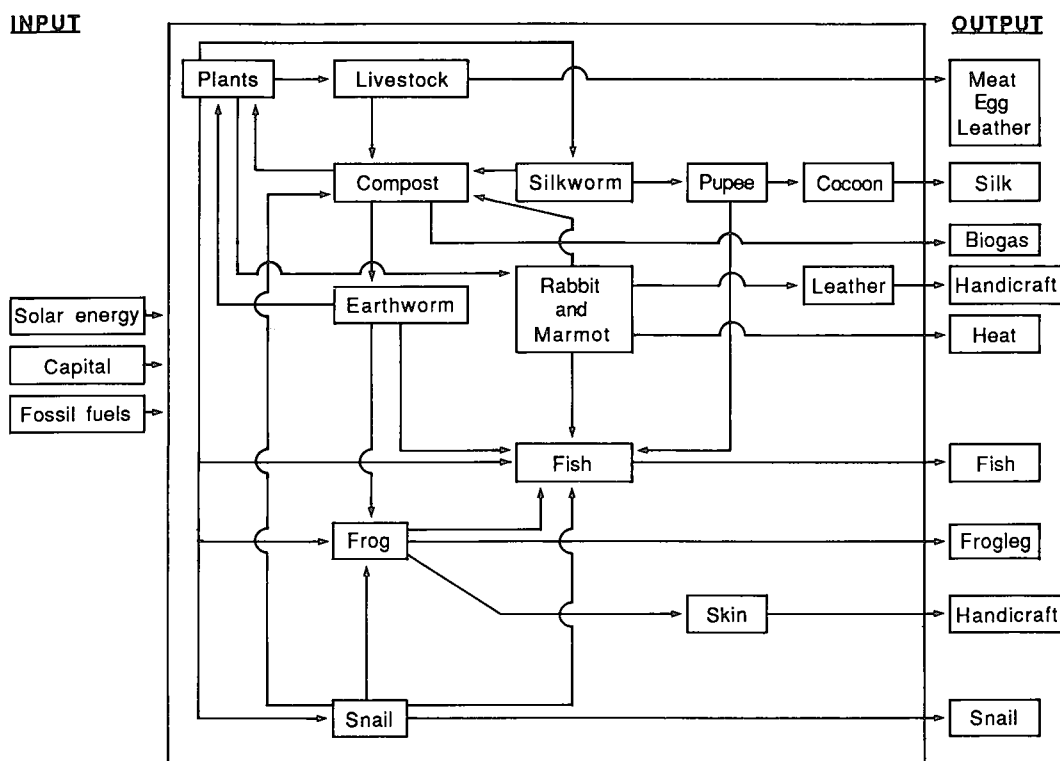 INPUT
OUTPUT
Plants
Livestock
Meat
Egg
Leather
Compost
Silkworm
Pupee
Cocoon
Silk
Biogas
Earthworm
Rabbit
and
Marmot
Leather
Handicraft
Solar energy
Heat
Capital
Fossil fuels
Fish
Fish
Frog
Frogleg
Skin
Handicraft
Snail
Snail